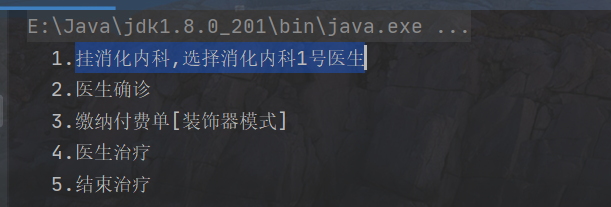 E:\Java\jdk1.8.0_201\bin\java.exe ...
1.挂消化内科,选择消化内科1号医生
2.医生确诊
3.缴纳付费单[装饰器模式]
4.医生治疗
5.结束治疗